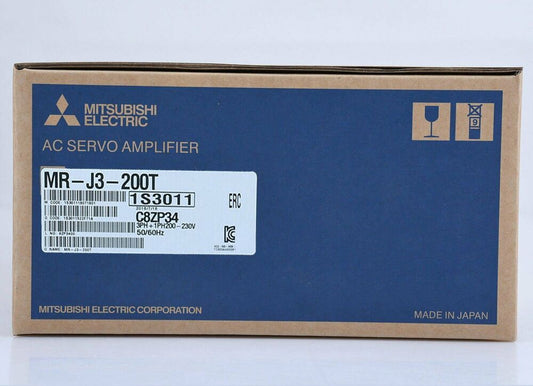 MITSUBISHI
ELECTRIC
AC SERVO AMPLIFIER
MR-J3-200T
1S3011
ERC
C8ZP34
3PH+1PH200-230V
50/60Hz
9
MITSUBISHI ELECTRIC CORPORATION
MADE IN JAPAN